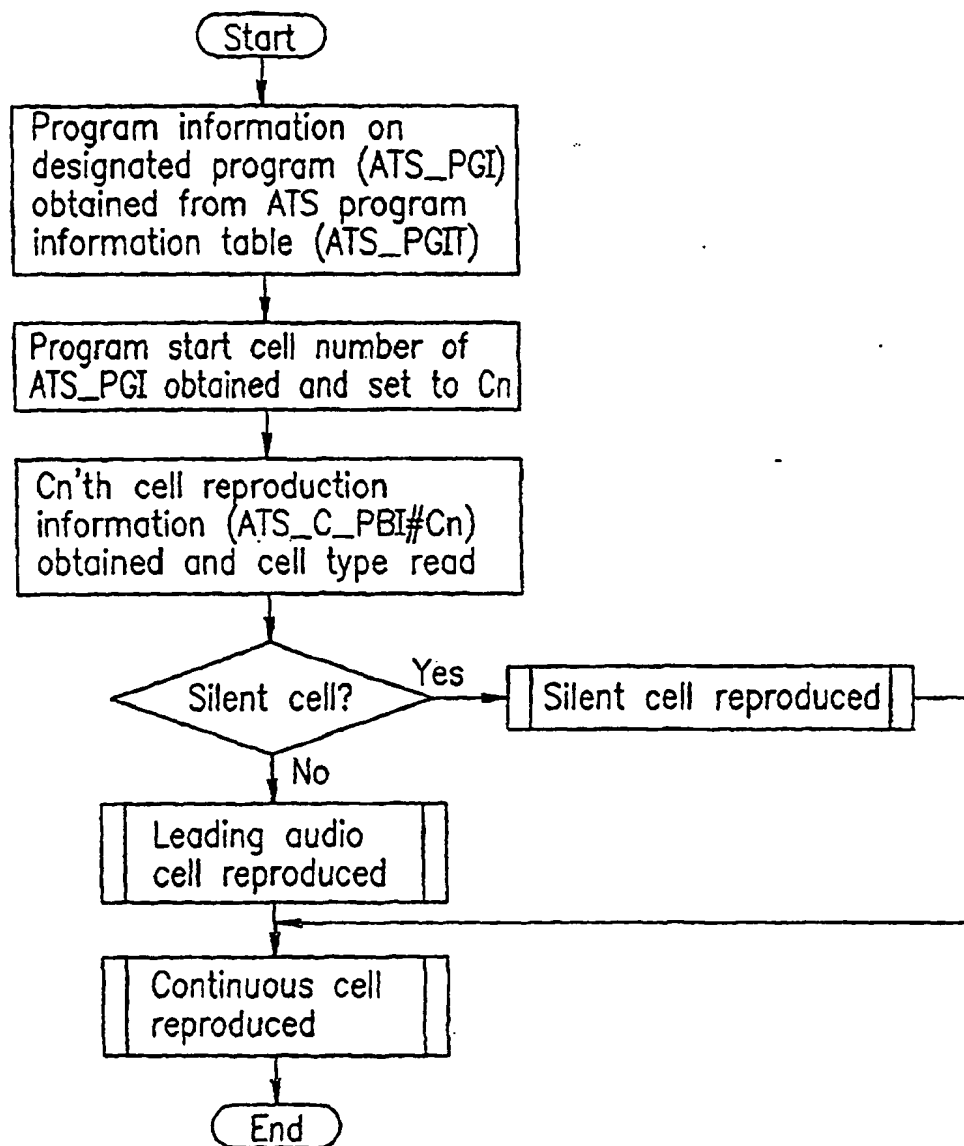 Start
Program information on
designated program (ATS_PGI)
obtained from ATS program
information table (ATS_PGIT)
Program start cell number of
ATS_PGI obtained and set to Cn
Cn'th cell reproduction
information (ATS_C_PBI#Cn)
obtained and cell type read
Silent cell?
Yes
Silent cell reproduced
No
Leading audio
cell reproduced
Continuous cell
reproduced
End